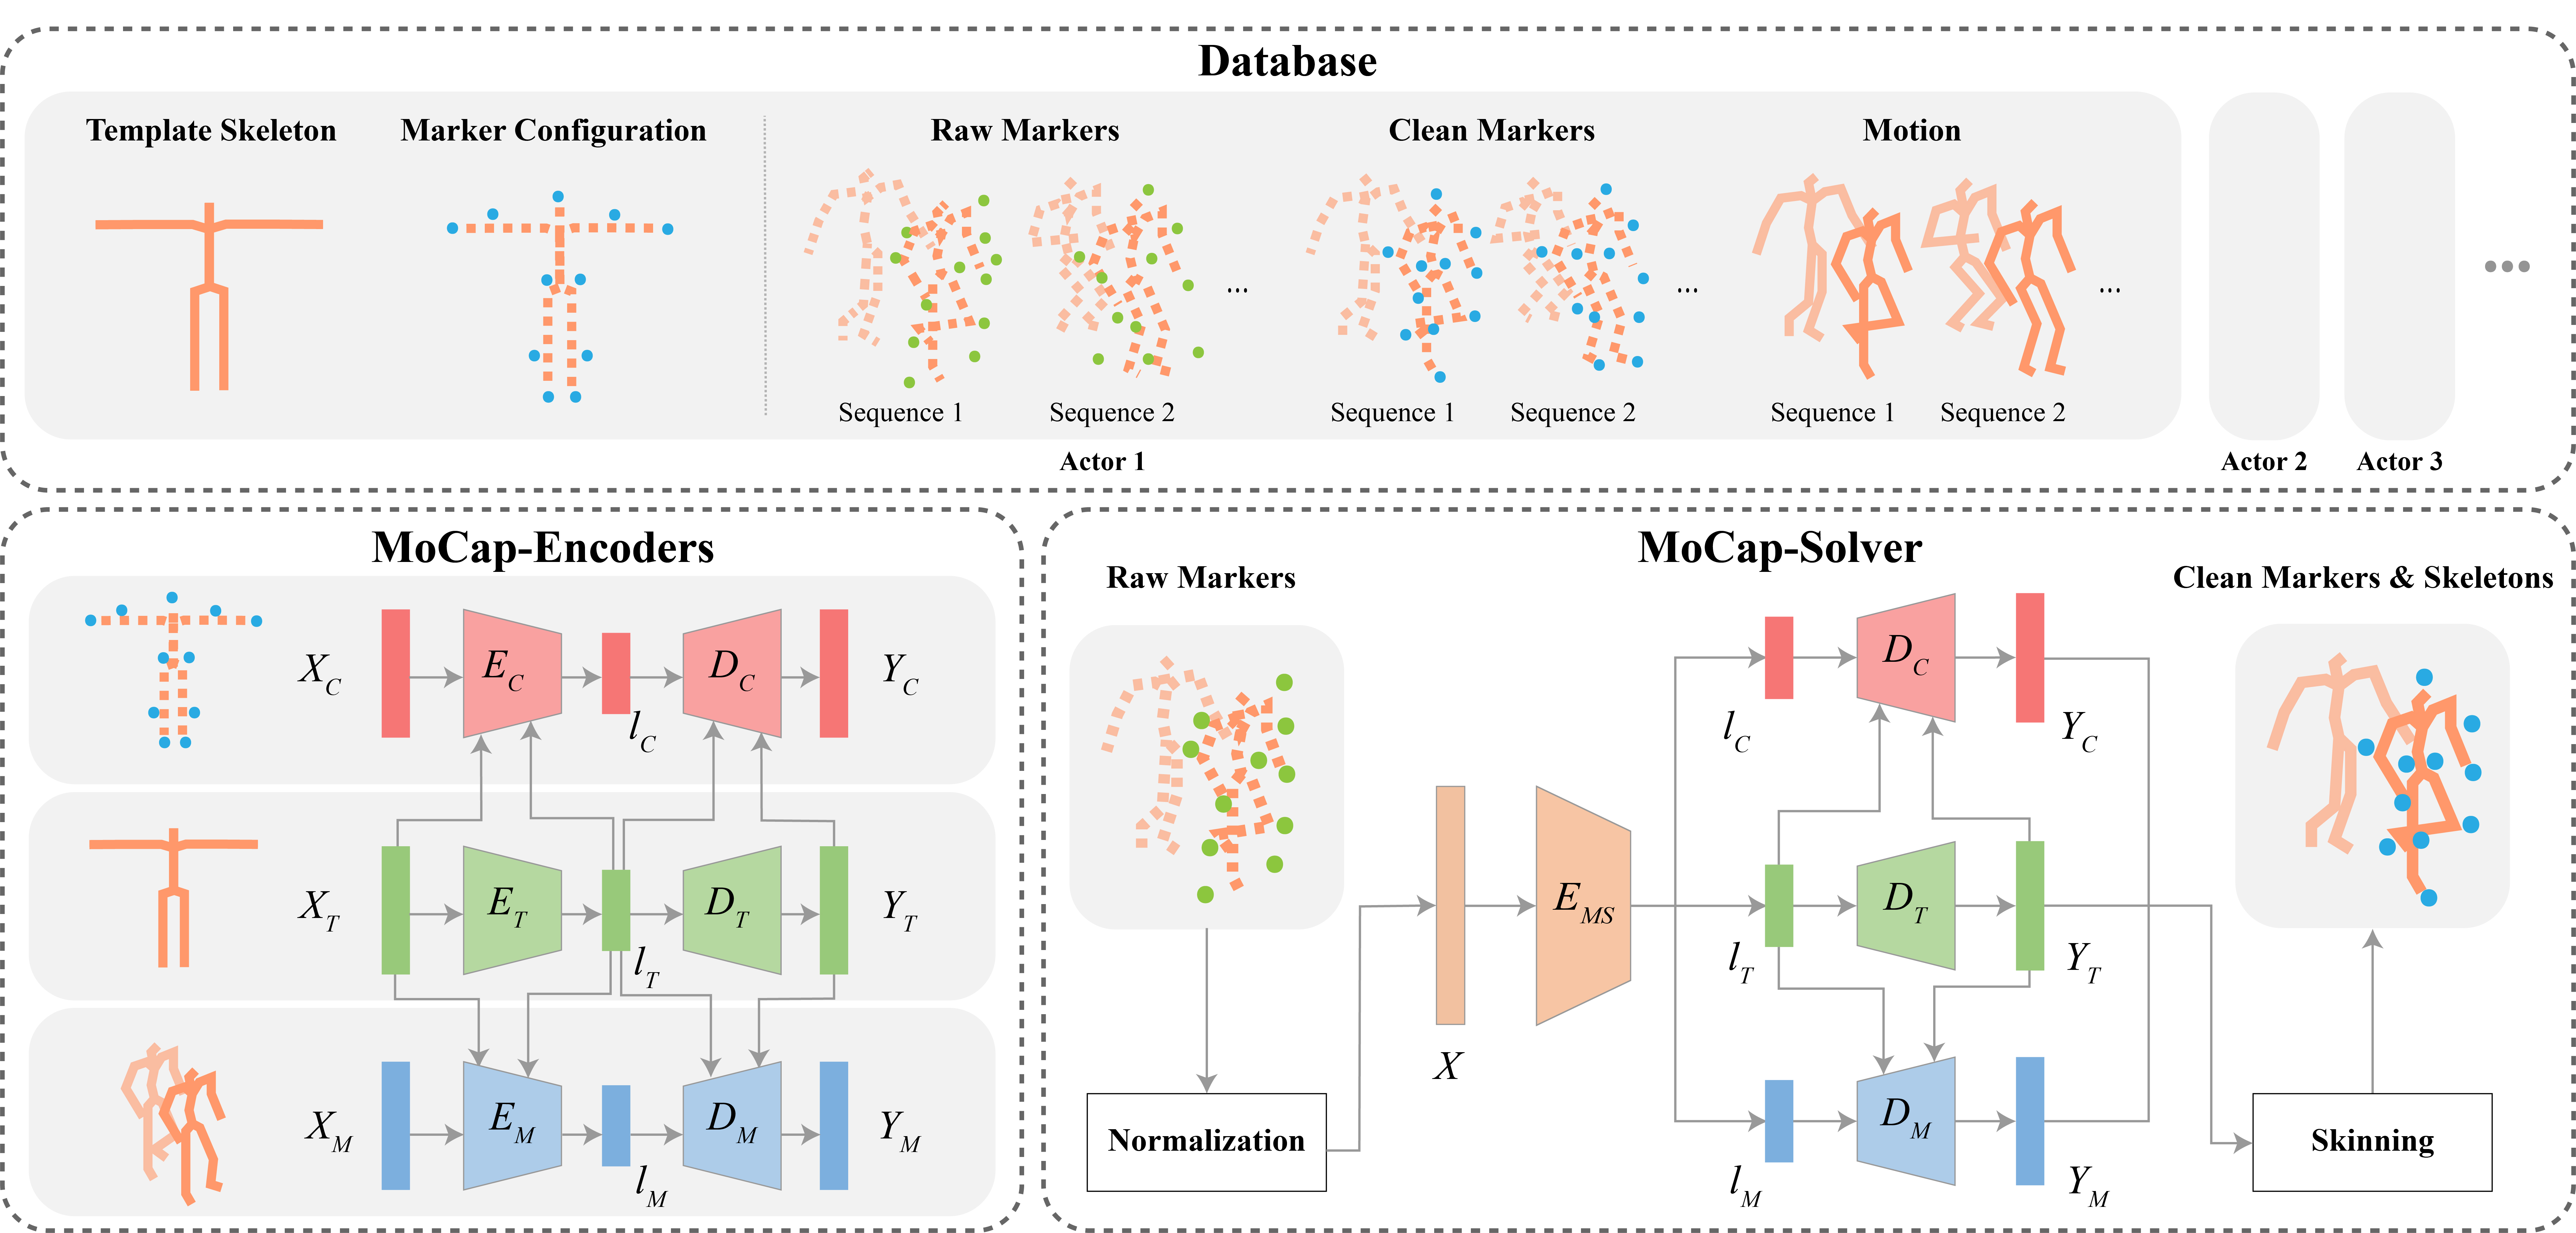 Database
Template Skeleton
Marker Configuration
Raw Markers
Clean Markers
Motion
...
...
...
Sequence 1
Sequence 2
Sequence 1
Sequence 2
Sequence 1
Sequence 2
Actor 1
Actor 2
Actor 3
MoCap-Encoders
X_C
E_C
l_C
D_C
Y_C
X_T
E_T
l_T
D_T
Y_T
X_M
E_M
l_M
D_M
Y_M
MoCap-Solver
Raw Markers
Clean Markers & Skeletons
Normalization
X
E_MS
l_C
D_C
Y_C
l_T
D_T
Y_T
l_M
D_M
Y_M
Skinning